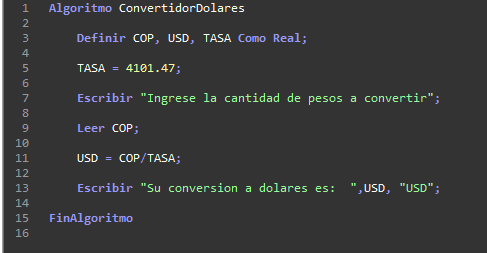 1 Algoritmo ConvertidorDolares
2
3 Definir COP, USD, TASA Como Real;
4
5 TASA = 4101.47;
6
7 Escribir "Ingrese la cantidad de pesos a convertir";
8
9 Leer COP;
10
11 USD = COP/TASA;
12
13 Escribir "Su conversion a dolares es:  ",USD, "USD";
14
15 FinAlgoritmo
16